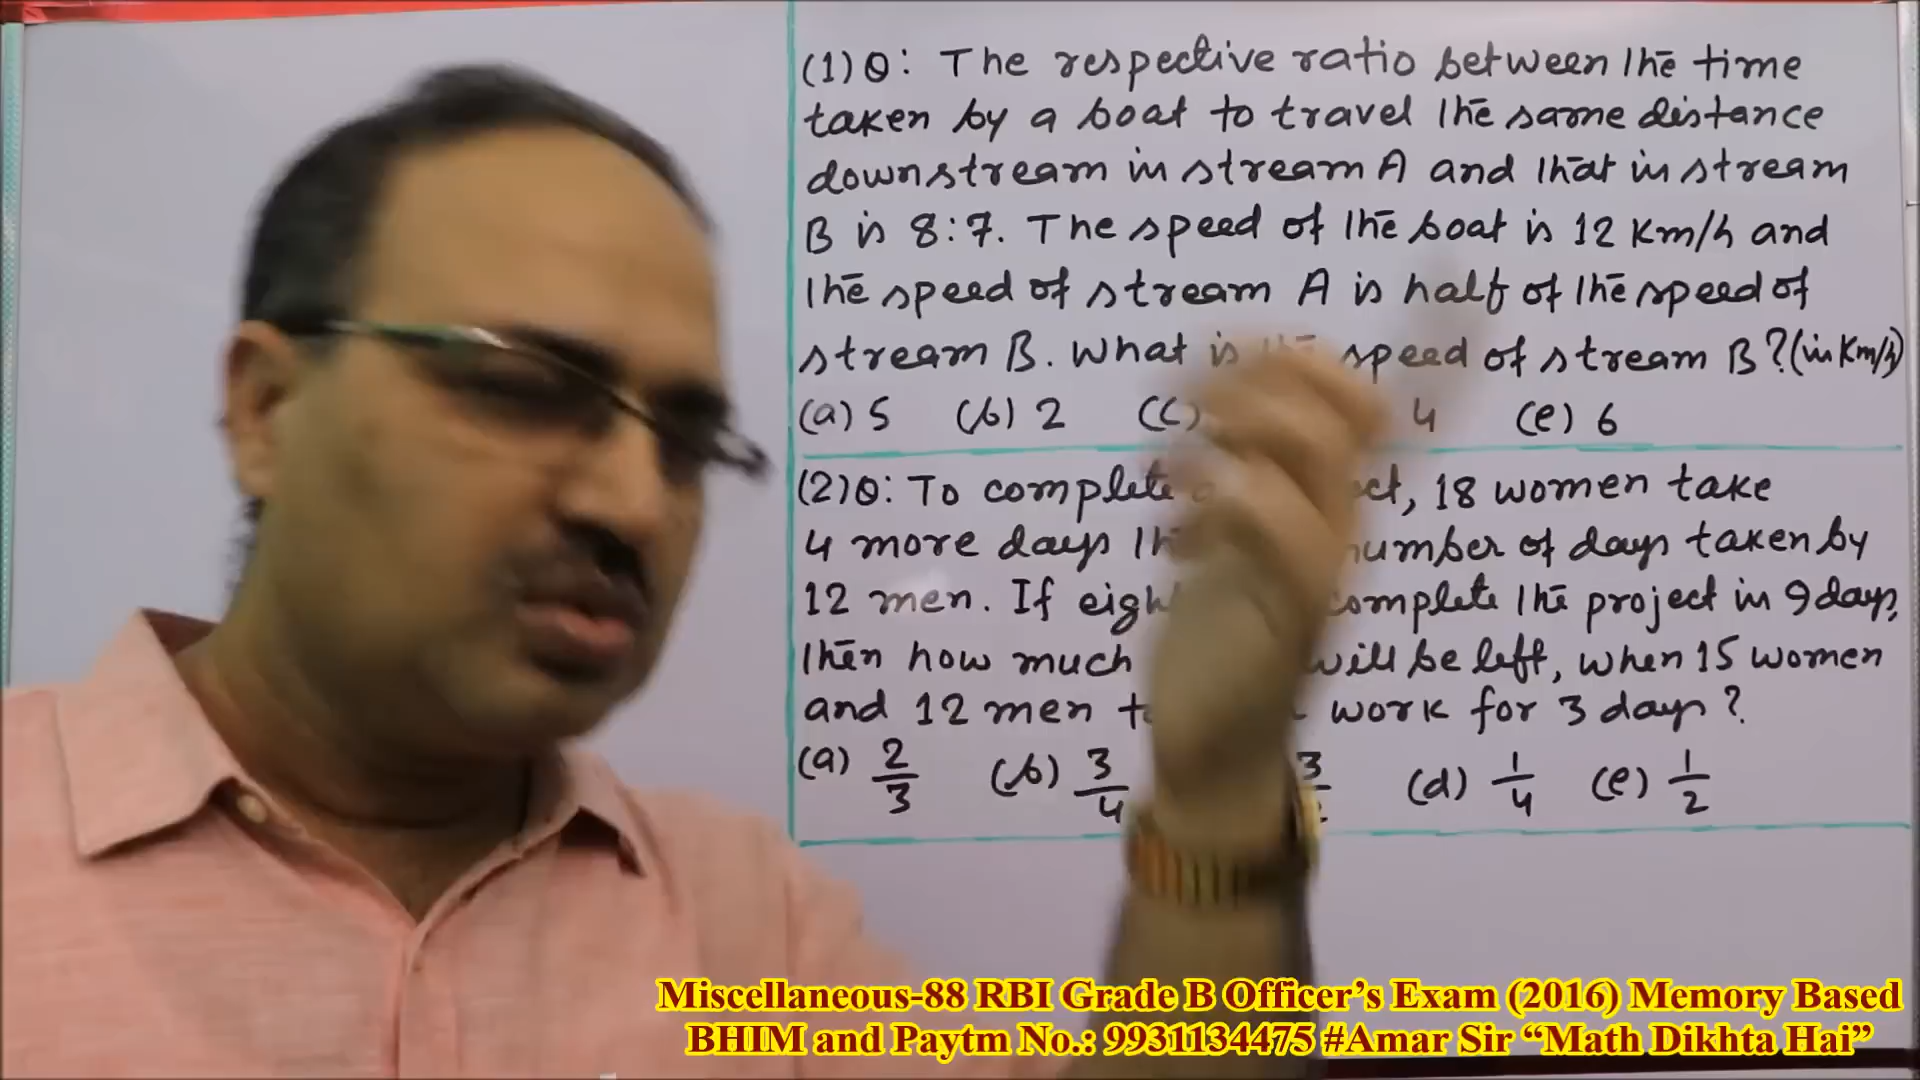 (1) Q: The respective ratio between the time
taken by a boat to travel the same distance
downstream in stream A and that in stream
B is 8:7. The speed of the boat is 12 Km/h and
the speed of stream A is half of the speed of
stream B. What is speed of stream B? (in Km/h)
(a) 5 (b) 2 (c) 4 (e) 6
(2) Q: To complete 18 women take
4 more days number of days taken by
12 men. If complete the project in 9 days,
then how much will be left, when 15 women
and 12 men work for 3 days?
(a) 2/3 (b) 3/4 (d) 1/4 (e) 1/2
Miscellaneous-88 RBI Grade B Officer's Exam (2016) Memory Based
BHIM and Paytm No.: 9931134475 #Amar Sir "Math Dikhta Hai"